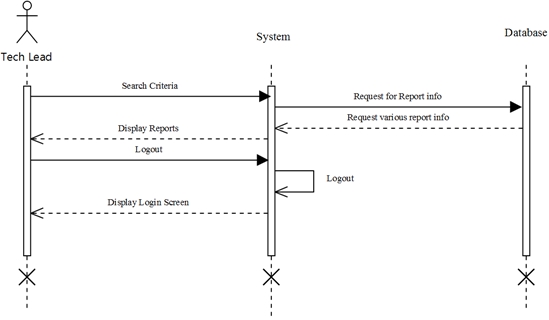 Tech Lead
System
Database
Search Criteria
Request for Report info
Request various report info
Display Reports
Logout
Logout
Display Login Screen